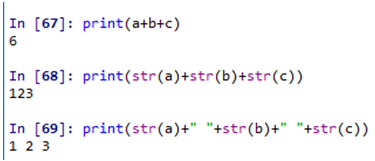 In [67]: print(a+b+c)
6
In [68]: print(str(a)+str(b)+str(c))
123
In [69]: print(str(a)+" "+str(b)+" "+str(c))
1 2 3